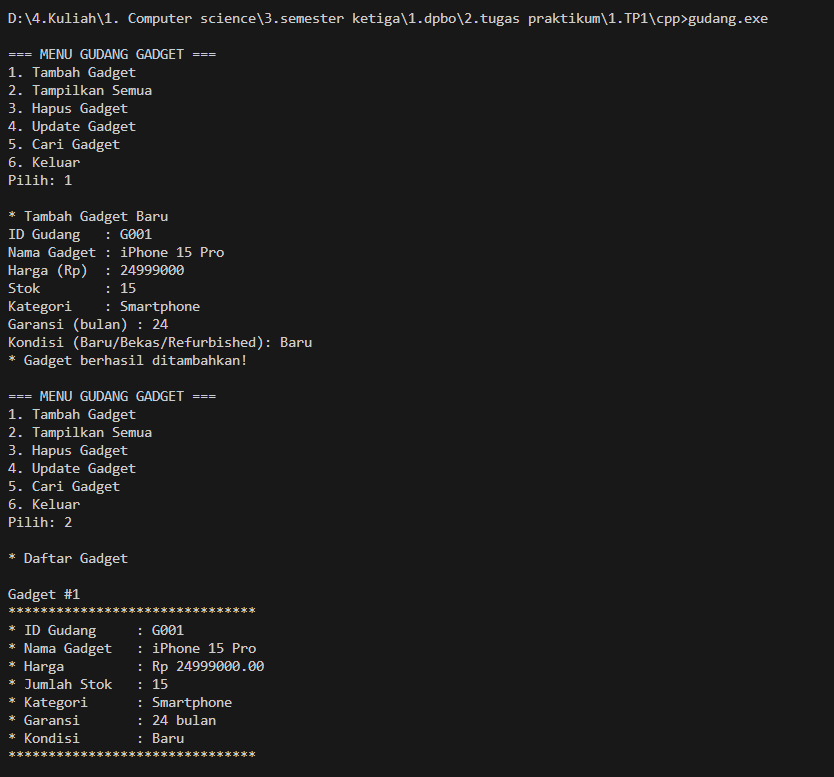 D:\4.Kuliah\1. Computer science\3.semester ketiga\1.dpbo\2.tugas praktikum\1.TP1\cpp>gudang.exe
=== MENU GUDANG GADGET ===
1. Tambah Gadget
2. Tampilkan Semua
3. Hapus Gadget
4. Update Gadget
5. Cari Gadget
6. Keluar
Pilih: 1
* Tambah Gadget Baru
ID Gudang   : G001
Nama Gadget : iPhone 15 Pro
Harga (Rp)  : 24999000
Stok        : 15
Kategori    : Smartphone
Garansi (bulan) : 24
Kondisi (Baru/Bekas/Refurbished): Baru
* Gadget berhasil ditambahkan!
=== MENU GUDANG GADGET ===
1. Tambah Gadget
2. Tampilkan Semua
3. Hapus Gadget
4. Update Gadget
5. Cari Gadget
6. Keluar
Pilih: 2
* Daftar Gadget
Gadget #1
*******************************
* ID Gudang     : G001
* Nama Gadget   : iPhone 15 Pro
* Harga         : Rp 24999000.00
* Jumlah Stok   : 15
* Kategori      : Smartphone
* Garansi       : 24 bulan
* Kondisi       : Baru
*******************************